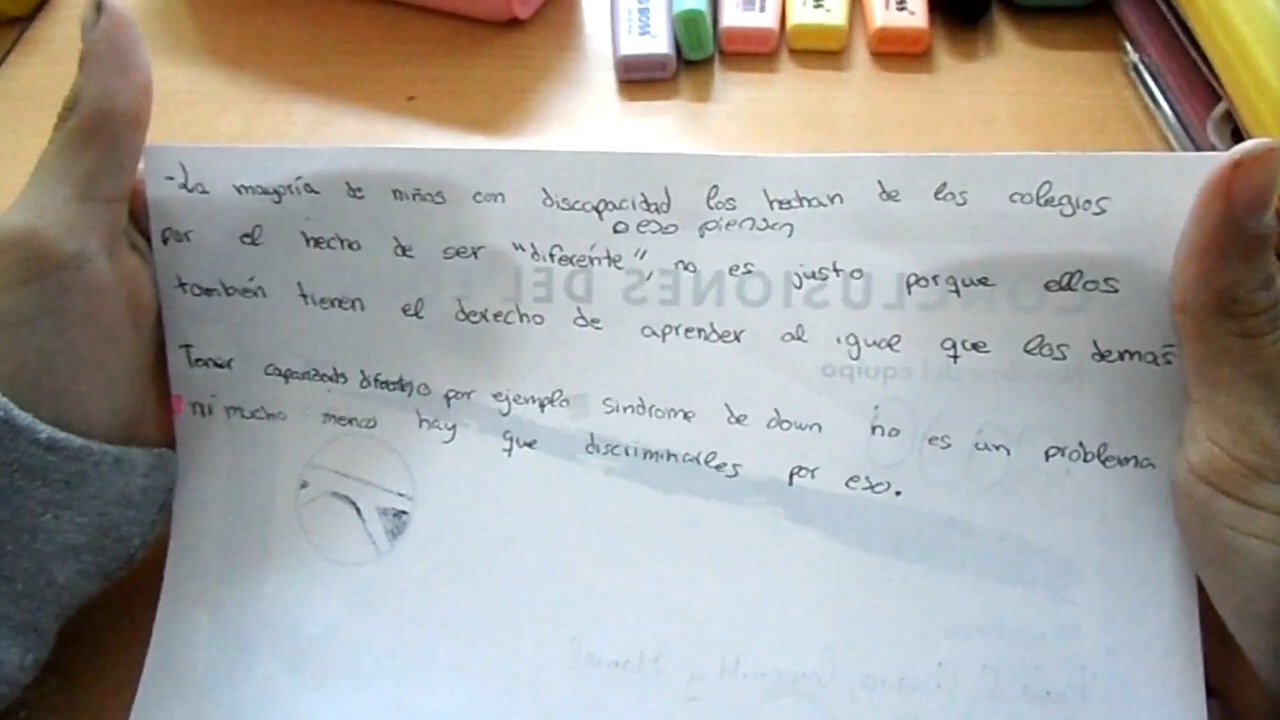 BOSS
-La mayoría de niños con discapacidad los hechan de los colegios
o eso piensan
por el hecho de ser "diferente", no es justo porque ellos
también tienen el derecho de aprender al igual que los demás
Tener por ejemplo sindrome de down no es un problema
ni mucho menos hay que discriminarles por eso.
CONCLUSIONES DEL
Nombre del equipo